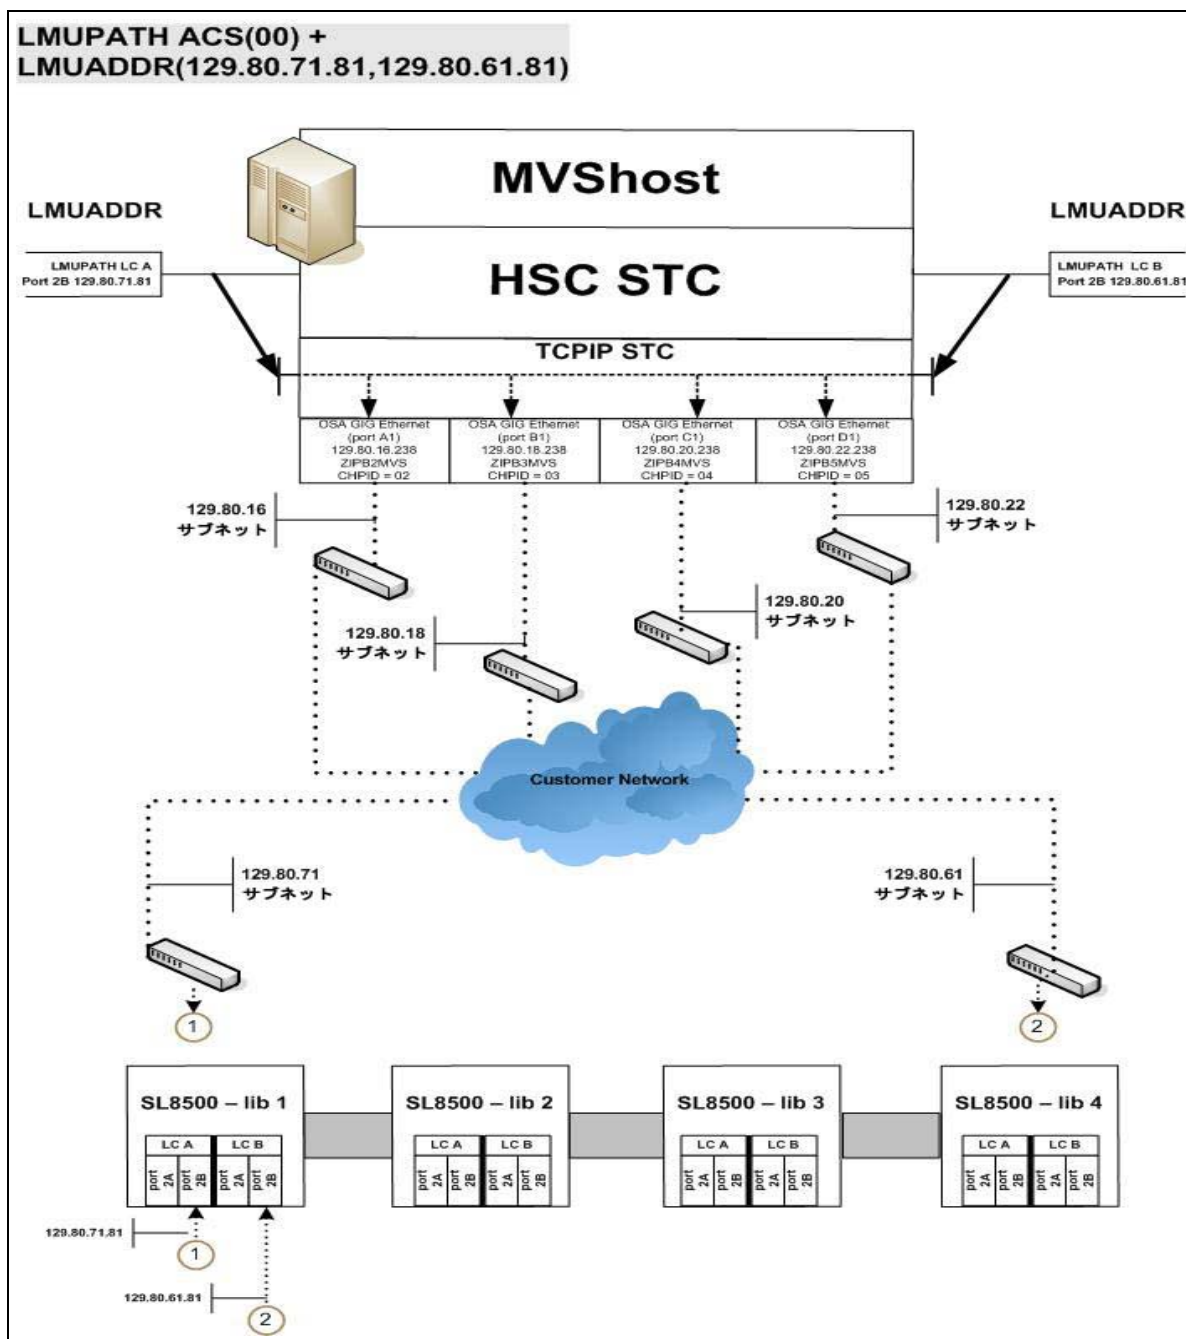 LMUPATH ACS(00) +
LMUADDR(129.80.71.81,129.80.61.81)
MVShost
LMUADDR
LMUADDR
LMUPATH LC A
Port 2B 129.80.71.81
HSC STC
LMUPATH LC B
Port 2B 129.80.61.81
TCPIP STC
OSA GIG Ethernet
(port A1)
129.80.16.238
ZIPB2MVS
CHPID = 02
OSA GIG Ethernet
(port B1)
129.80.18.238
ZIPB3MVS
CHPID = 03
OSA GIG Ethernet
(port C1)
129.80.20.238
ZIPB4MVS
CHPID = 04
OSA GIG Ethernet
(port D1)
129.80.22.238
ZIPB5MVS
CHPID = 05
129.80.16
サブネット
129.80.22
サブネット
129.80.18
サブネット
129.80.20
サブネット
Customer Network
129.80.71
サブネット
129.80.61
サブネット
1
2
SL8500 – lib 1
LC A
LC B
port 2A
port 2B
port 2A
port 2B
SL8500 – lib 2
LC A
LC B
port 2A
port 2B
port 2A
port 2B
SL8500 – lib 3
LC A
LC B
port 2A
port 2B
port 2A
port 2B
SL8500 – lib 4
LC A
LC B
port 2A
port 2B
port 2A
port 2B
129.80.71.81
1
129.80.61.81
2